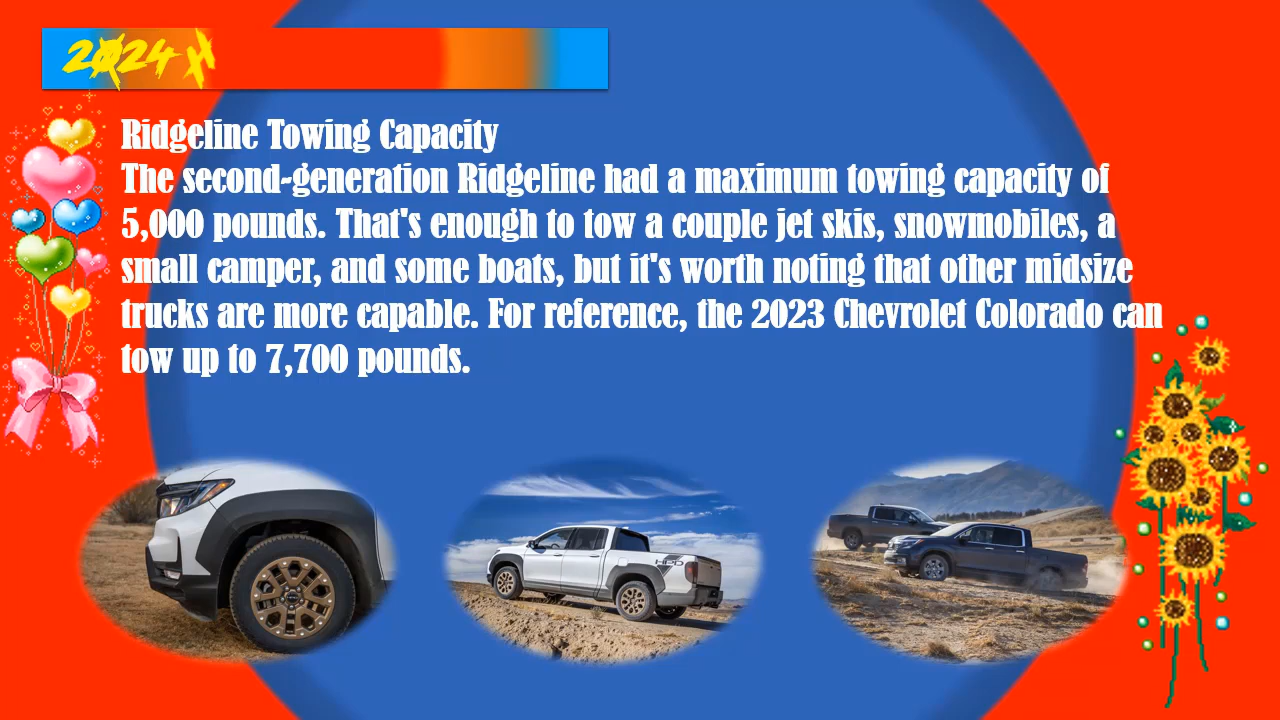 2024
Ridgeline Towing Capacity
The second-generation Ridgeline had a maximum towing capacity of
5,000 pounds. That's enough to tow a couple jet skis, snowmobiles, a
small camper, and some boats, but it's worth noting that other midsize
trucks are more capable. For reference, the 2023 Chevrolet Colorado can
tow up to 7,700 pounds.
HPD